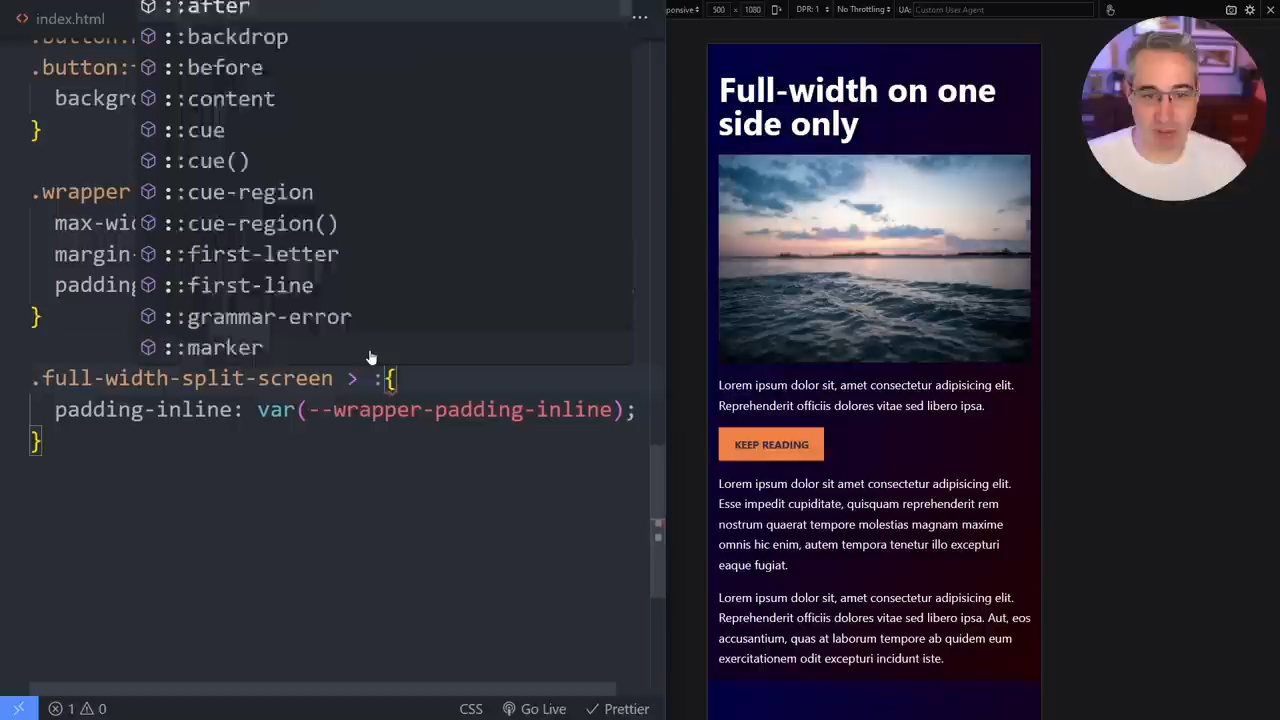 index.html
...
::after
::backdrop
.button:
::before
backgr
::content
}
::cue
::cue()
.wrapper
::cue-region
max-wid
::cue-region()
margin-
::first-letter
padding
::first-line
}
::grammar-error
::marker
.full-width-split-screen > :{
padding-inline: var(--wrapper-padding-inline);
}
1
0
CSS
Go Live
Prettier
500
×
1080
DPR: 1
No Throttling
UA:
Custom User Agent
Full-width on one
side only
Lorem ipsum dolor sit, amet consectetur adipisicing elit.
Reprehenderit officiis dolores vitae sed libero ipsa.
KEEP READING
Lorem ipsum dolor sit amet consectetur adipisicing elit.
Esse impedit cupiditate, quisquam reprehenderit rem
nostrum quaerat tempore molestias magnam maxime
omnis hic enim, autem tempora tenetur illo excepturi
eaque fugiat.
Lorem ipsum dolor sit, amet consectetur adipisicing elit.
Reprehenderit officiis dolores vitae sed libero ipsa. Aut, eos
accusantium, quas at laborum tempore ab quidem eum
exercitationem odit excepturi incidunt iste.